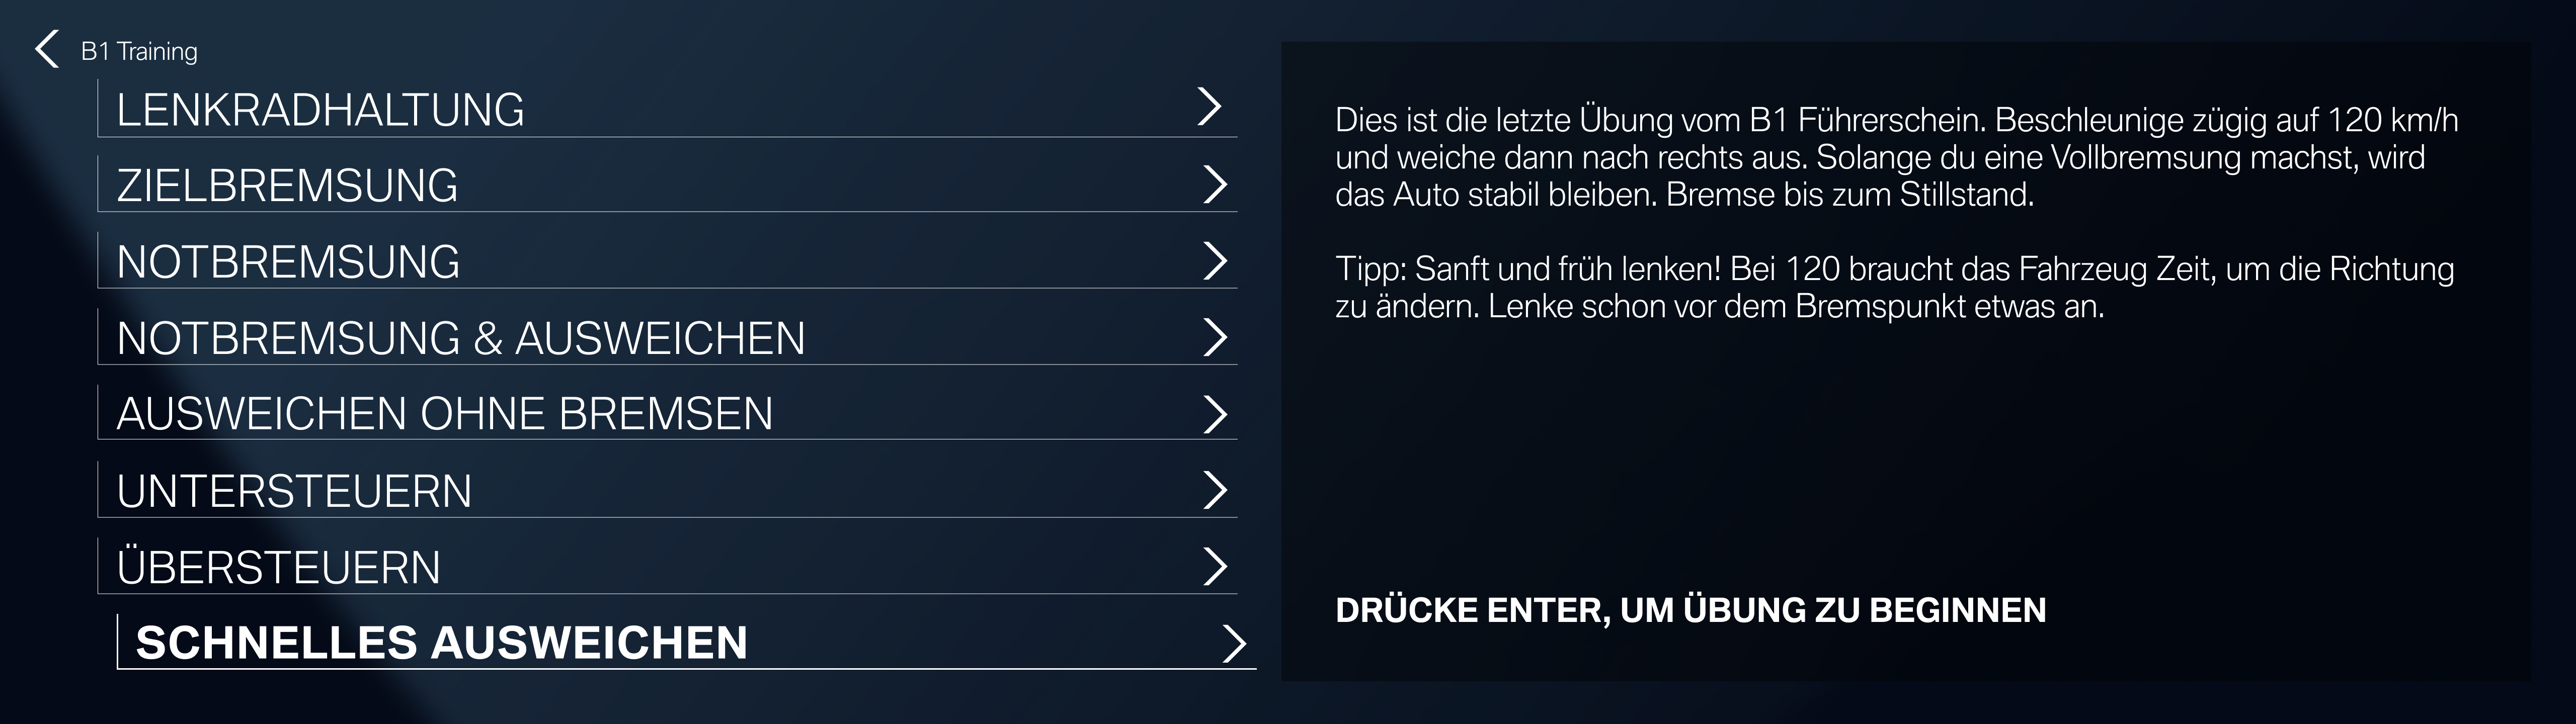 B1 Training
LENKRADHALTUNG
ZIELBREMSUNG
NOTBREMSUNG
NOTBREMSUNG & AUSWEICHEN
AUSWEICHEN OHNE BREMSEN
UNTERSTEUERN
ÜBERSTEUERN
SCHNELLES AUSWEICHEN
Dies ist die letzte Übung vom B1 Führerschein. Beschleunige zügig auf 120 km/h
und weiche dann nach rechts aus. Solange du eine Vollbremsung machst, wird
das Auto stabil bleiben. Bremse bis zum Stillstand.
Tipp: Sanft und früh lenken! Bei 120 braucht das Fahrzeug Zeit, um die Richtung
zu ändern. Lenke schon vor dem Bremspunkt etwas an.
DRÜCKE ENTER, UM ÜBUNG ZU BEGINNEN